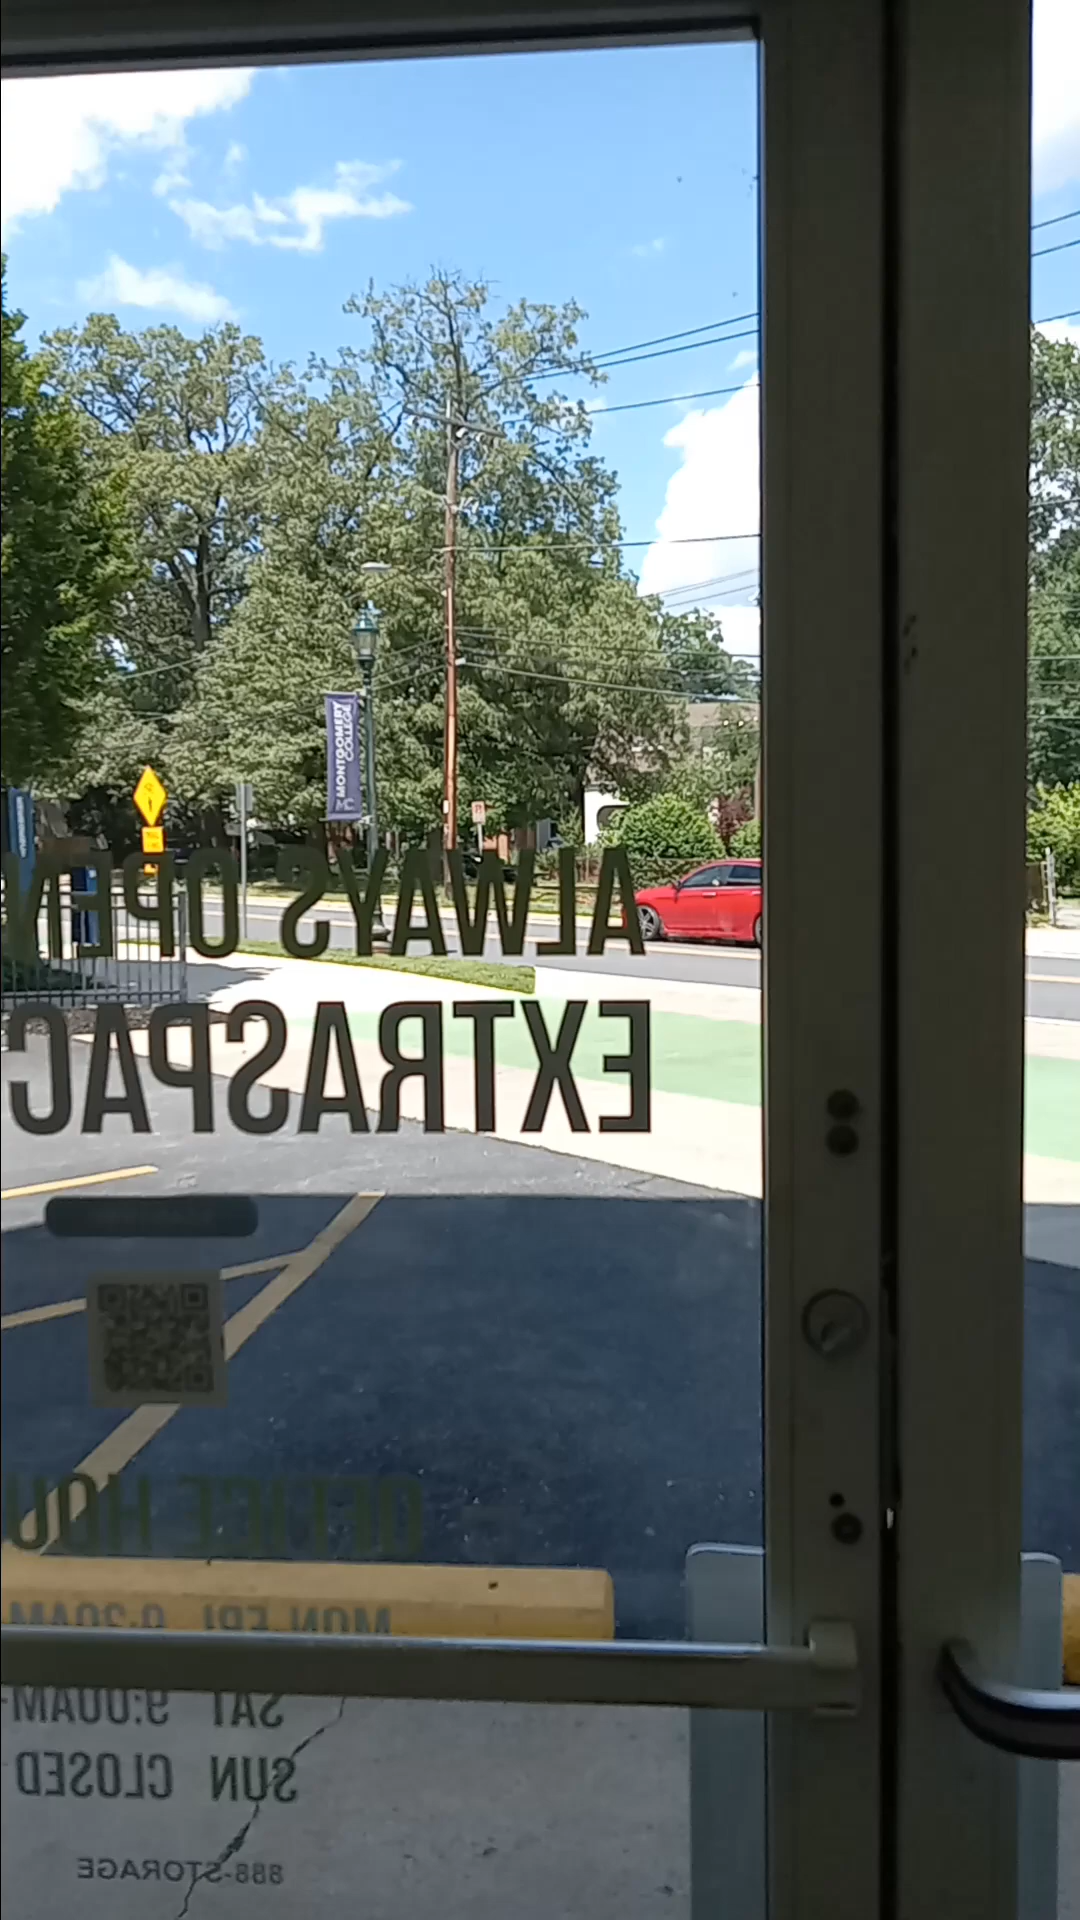 MONTGOMERY
COLLEGE
ALWAYS OPEN
EXTRASPAC
OFFICE HOU
MON-FRI 9:30AM
SAT 9:00AM-
SUN CLOSED
888-STORAGE